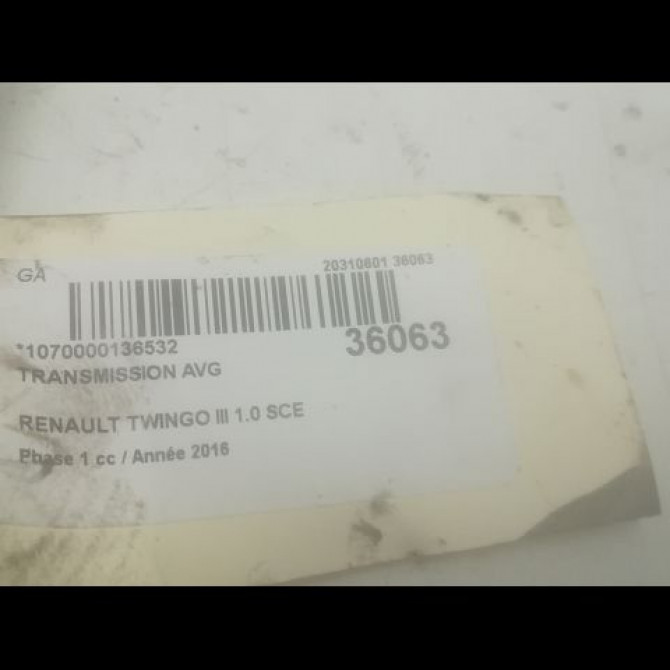 GA
20310601 36063
*1070000136532
36063
TRANSMISSION AVG
RENAULT TWINGO III 1.0 SCE
Phase 1 cc / Année 2016